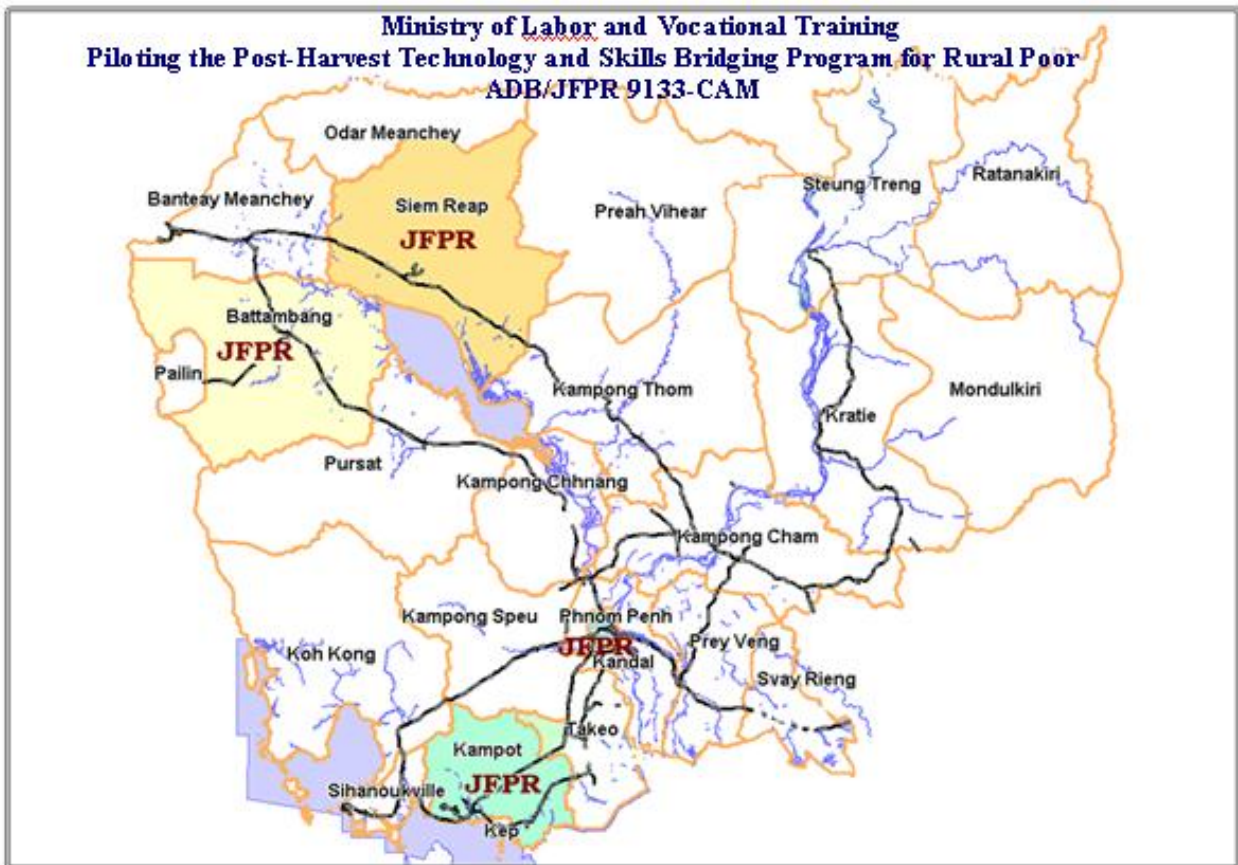 Ministry of Labor and Vocational Training
Piloting the Post-Harvest Technology and Skills Bridging Program for Rural Poor
ADB/JFPR 9133-CAM
Odar Meanchey
Banteay Meanchey
Siem Reap
JFPR
Preah Vihear
Steung Treng
Ratanakiri
Battambang
JFPR
Pailin
Kampong Thom
Kratie
Mondulkiri
Pursat
Kampong Chhnang
Kampong Cham
Kampong Speu
Phnom Penh
JFPR
Kandal
Prey Veng
Koh Kong
Svay Rieng
Takeo
Kampot
JFPR
Sihanoukville
Kep